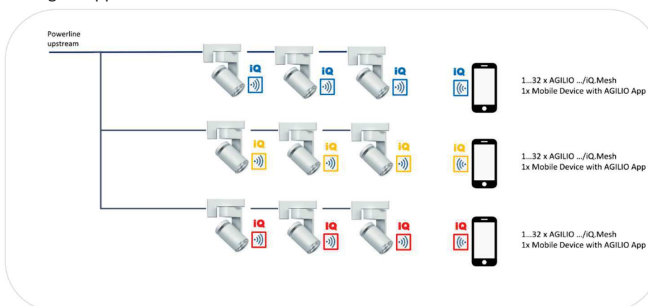 Powerline
upstream
iQ iQ iQ iQ
1...32 x AGILIO .../iQ.Mesh
1x Mobile Device with AGILIO App
iQ iQ iQ iQ
1...32 x AGILIO .../iQ.Mesh
1x Mobile Device with AGILIO App
iQ iQ iQ iQ
1...32 x AGILIO .../iQ.Mesh
1x Mobile Device with AGILIO App